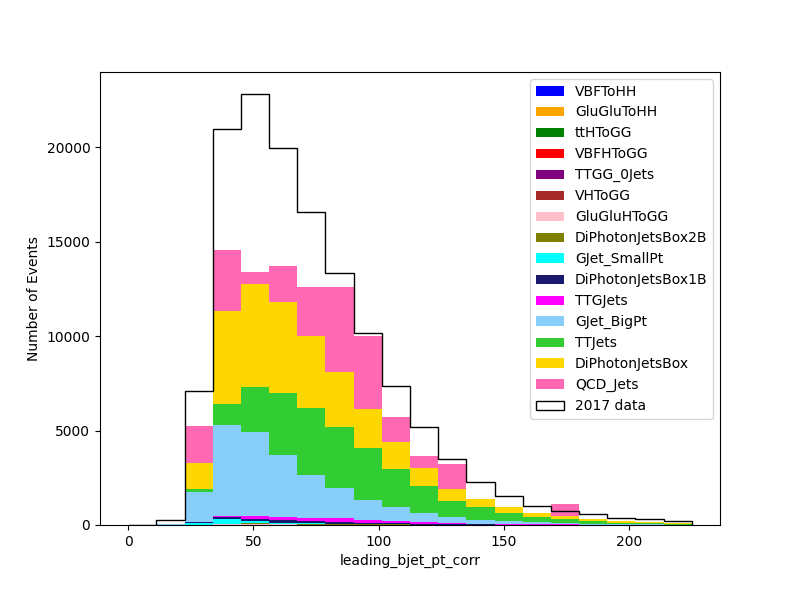 VBFToHH
GluGluToHH
ttHToGG
VBFHToGG
TTGG_0Jets
VHToGG
GluGluHToGG
DiPhotonJetsBox2B
GJet_SmallPt
DiPhotonJetsBox1B
TTGJets
GJet_BigPt
TTJets
DiPhotonJetsBox
QCD_Jets
2017 data
Number of Events
20000
15000
10000
5000
0
0 50 100 150 200
leading_bjet_pt_corr